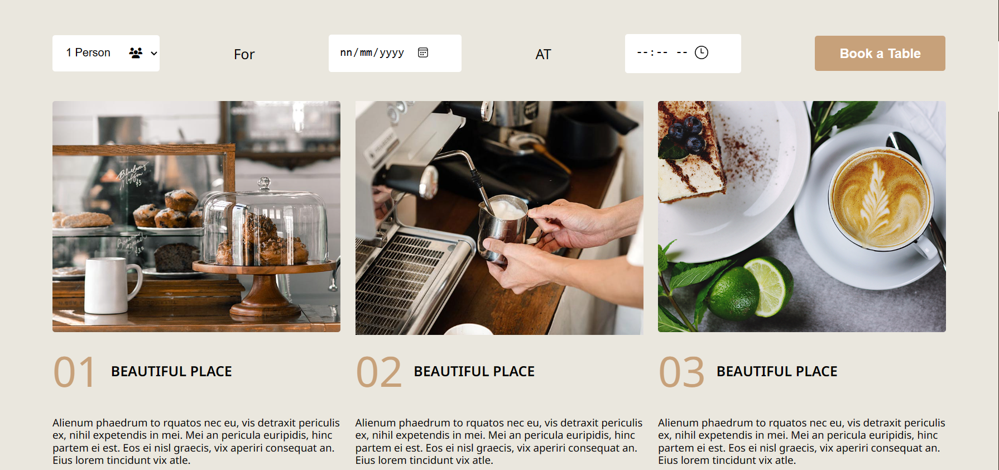 1 Person
For
nn/mm/yyyy
AT
--:-- --
Book a Table
Blueberry
Muffin
$3
01 BEAUTIFUL PLACE
02 BEAUTIFUL PLACE
03 BEAUTIFUL PLACE
Alienum phaedrum to rquatos nec eu, vis detraxit periculis
ex, nihil expetendis in mei. Mei an pericula euripidis, hinc
partem ei est. Eos ei nisl graecis, vix aperiri consequat an.
Eius lorem tincidunt vix atle.
Alienum phaedrum to rquatos nec eu, vis detraxit periculis
ex, nihil expetendis in mei. Mei an pericula euripidis, hinc
partem ei est. Eos ei nisl graecis, vix aperiri consequat an.
Eius lorem tincidunt vix atle.
Alienum phaedrum to rquatos nec eu, vis detraxit periculis
ex, nihil expetendis in mei. Mei an pericula euripidis, hinc
partem ei est. Eos ei nisl graecis, vix aperiri consequat an.
Eius lorem tincidunt vix atle.